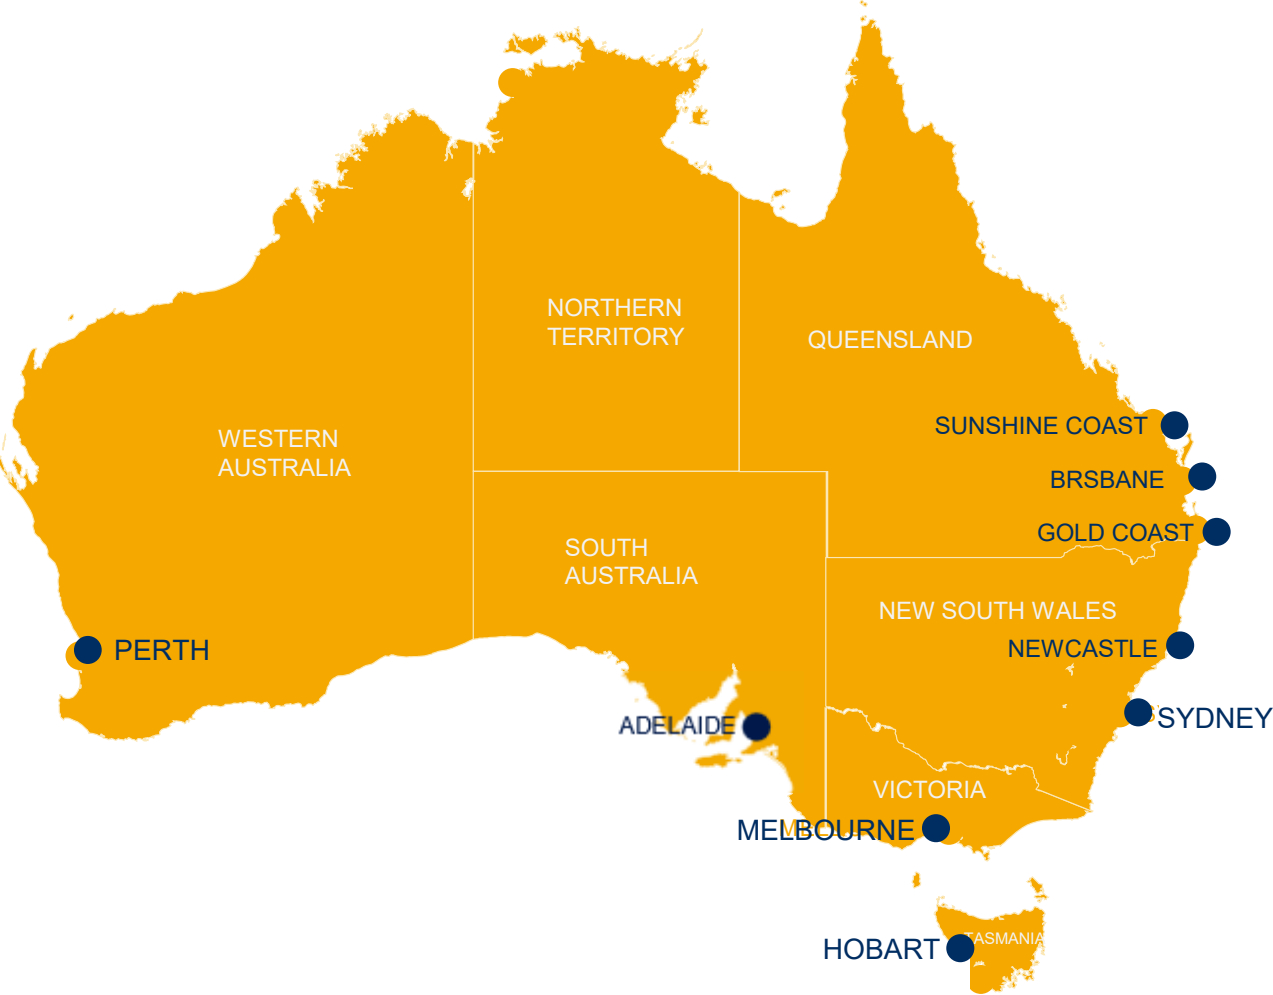 NORTHERN
TERRITORY
QUEENSLAND
SUNSHINE COAST
WESTERN
AUSTRALIA
BRSBANE
GOLD COAST
SOUTH
AUSTRALIA
NEW SOUTH WALES
NEWCASTLE
PERTH
SYDNEY
ADELAIDE
VICTORIA
MELBOURNE
TASMANIA
HOBART